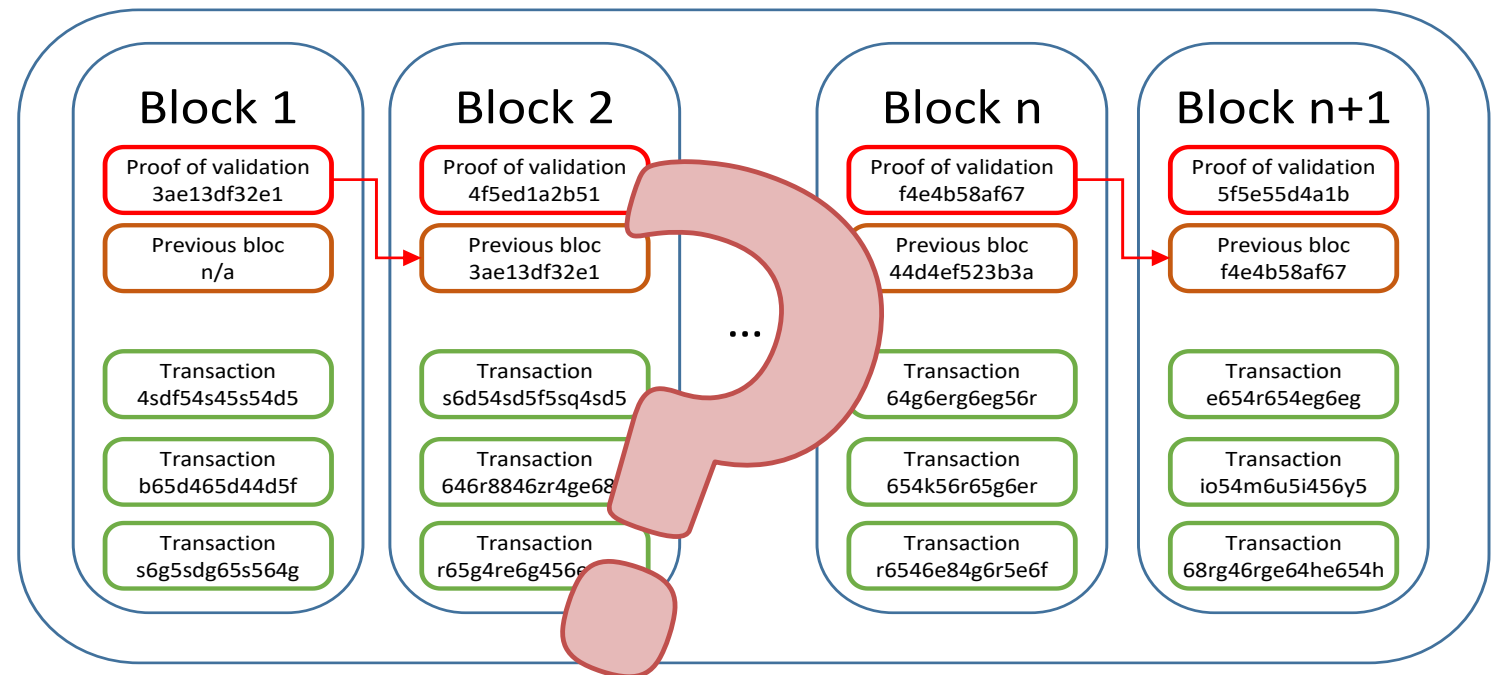 Block 1
Proof of validation
3ae13df32e1
Previous bloc
n/a
Transaction
4sdf54s45s54d5
Transaction
b65d465d44d5f
Transaction
s6g5sdg65s564g
Block 2
Proof of validation
4f5ed1a2b51
Previous bloc
3ae13df32e1
Transaction
s6d54sd5f5sq4sd5
Transaction
Transaction
...
Block n
Proof of validation
f4e4b58af67
Previous bloc
44d4ef523b3a
Transaction
64g6erg6eg56r
Transaction
654k56r65g6er
Transaction
r6546e84g6r5e6f
Block n+1
Proof of validation
5f5e55d4a1b
Previous bloc
f4e4b58af67
Transaction
e654r654eg6eg
Transaction
io54m6u5i456y5
Transaction
68rg46rge64he654h